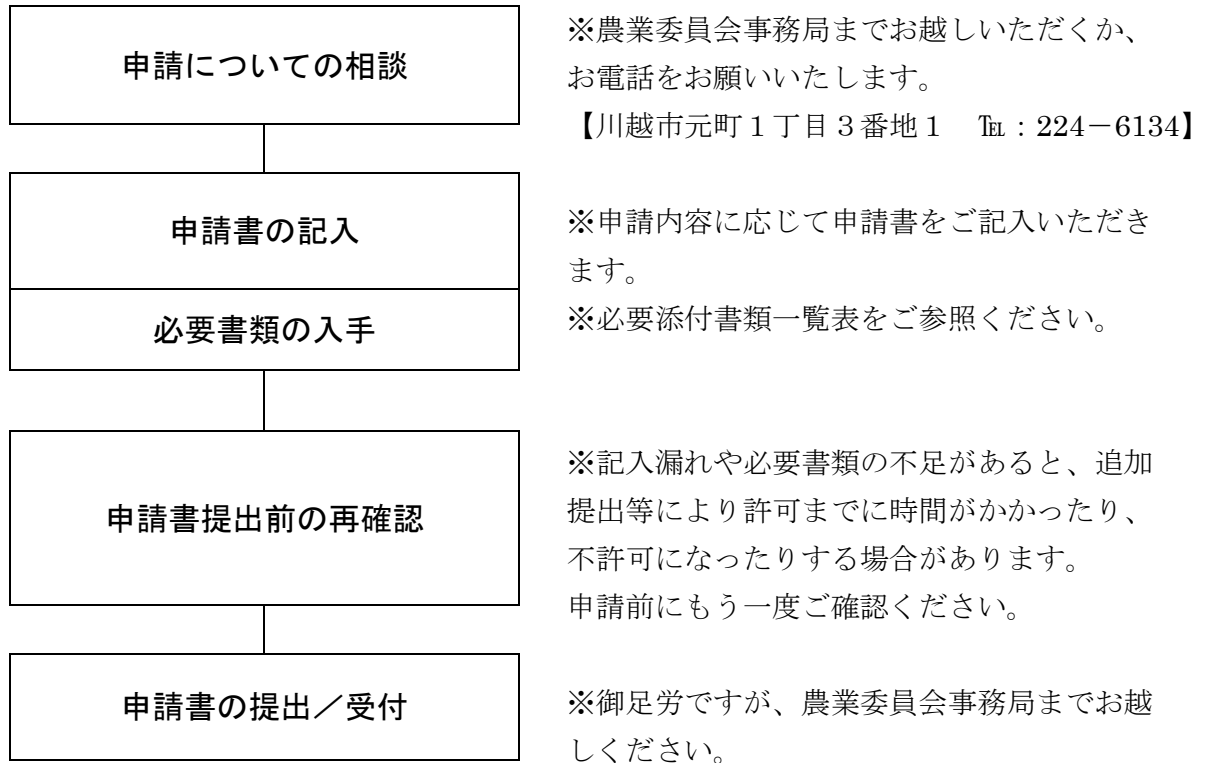 申請についての相談
※農業委員会事務局までお越しいただくか、
お電話をお願いいたします。
【川越市元町１丁目３番地１　℡：224－6134】
申請書の記入
必要書類の入手
※申請内容に応じて申請書をご記入いただき
ます。
※必要添付書類一覧表をご参照ください。
申請書提出前の再確認
※記入漏れや必要書類の不足があると、追加
提出等により許可までに時間がかかったり、
不許可になったりする場合があります。
申請前にもう一度ご確認ください。
申請書の提出／受付
※御足労ですが、農業委員会事務局までお越
しください。